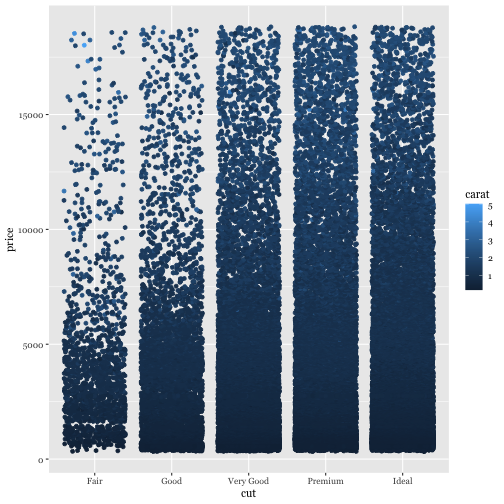 15000
10000
5000
0
price
Fair
Good
Very Good
Premium
Ideal
cut
carat
5
4
3
2
1